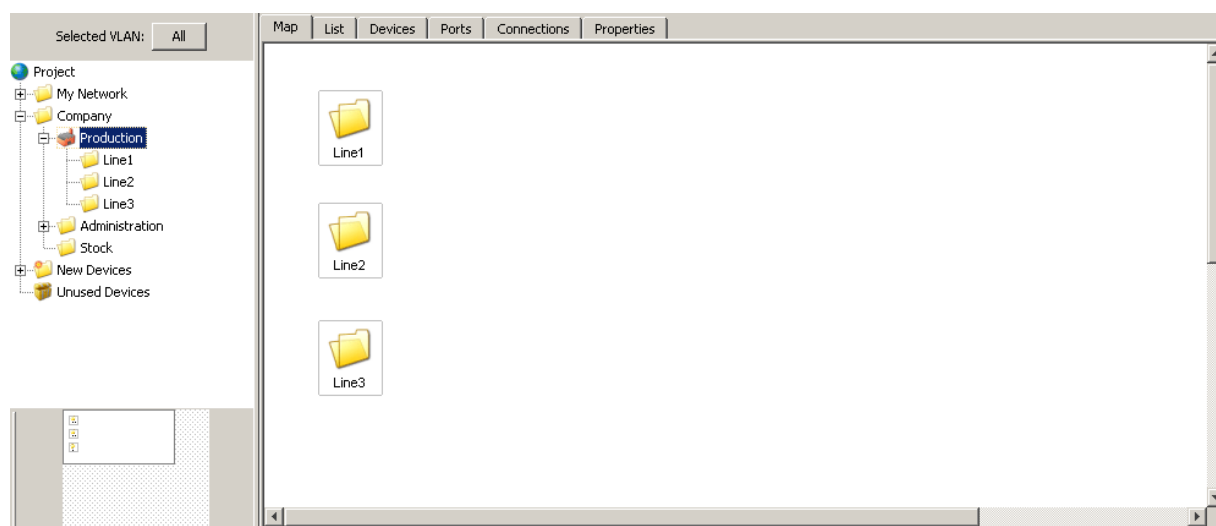 Selected VLAN: All
Project
My Network
Company
Production
Line1
Line2
Line3
Administration
Stock
New Devices
Unused Devices
Map List Devices Ports Connections Properties
Line1
Line2
Line3